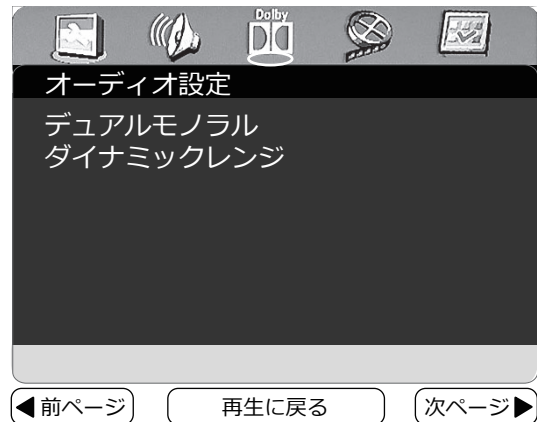 Dolby
オーディオ設定
デュアルモノラル
ダイナミックレンジ
◀前ページ
再生に戻る
次ページ▶